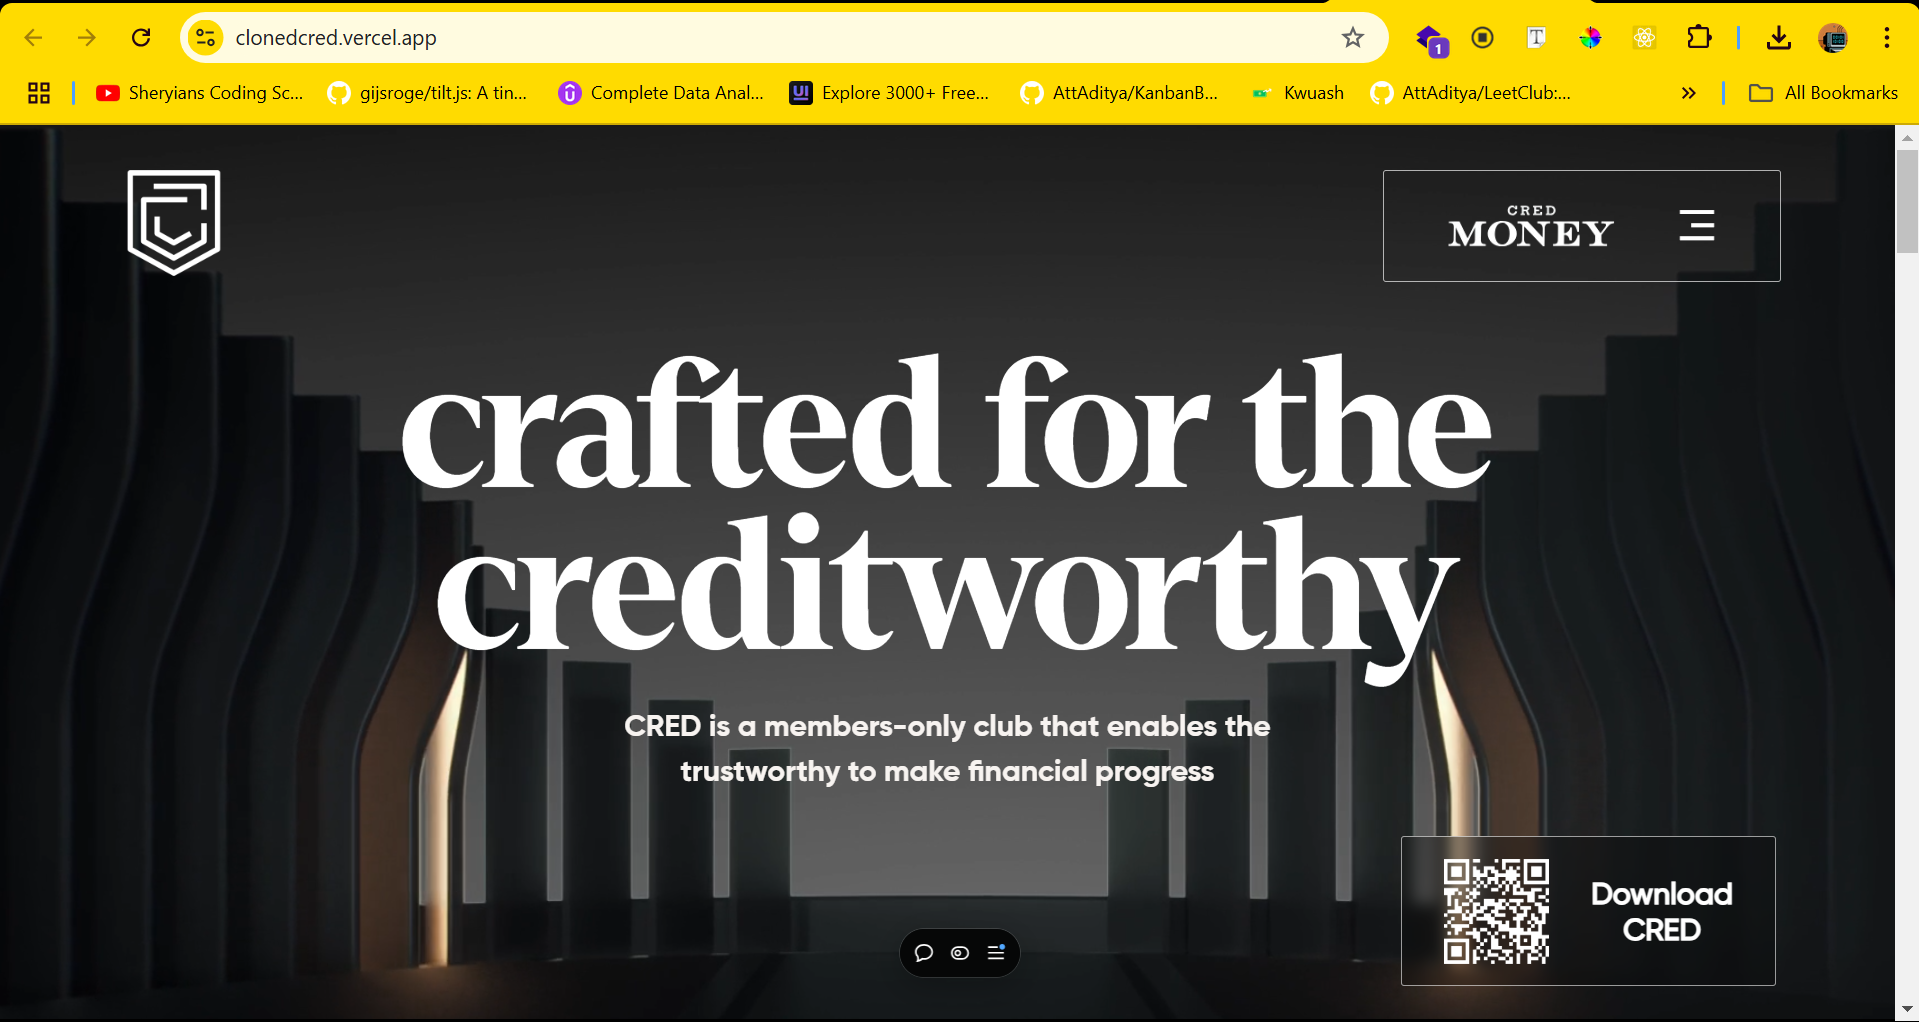 clonedcred.vercel.app
1
T
Sheryians Coding Sc...
gijsroge/tilt.js: A tin...
Complete Data Anal...
UI
Explore 3000+ Free...
AttAditya/KanbanB...
Kwuash
AttAditya/LeetClub:...
All Bookmarks
CRED
MONEY
crafted for the
creditworthy
CRED is a members-only club that enables the
trustworthy to make financial progress
Download
CRED